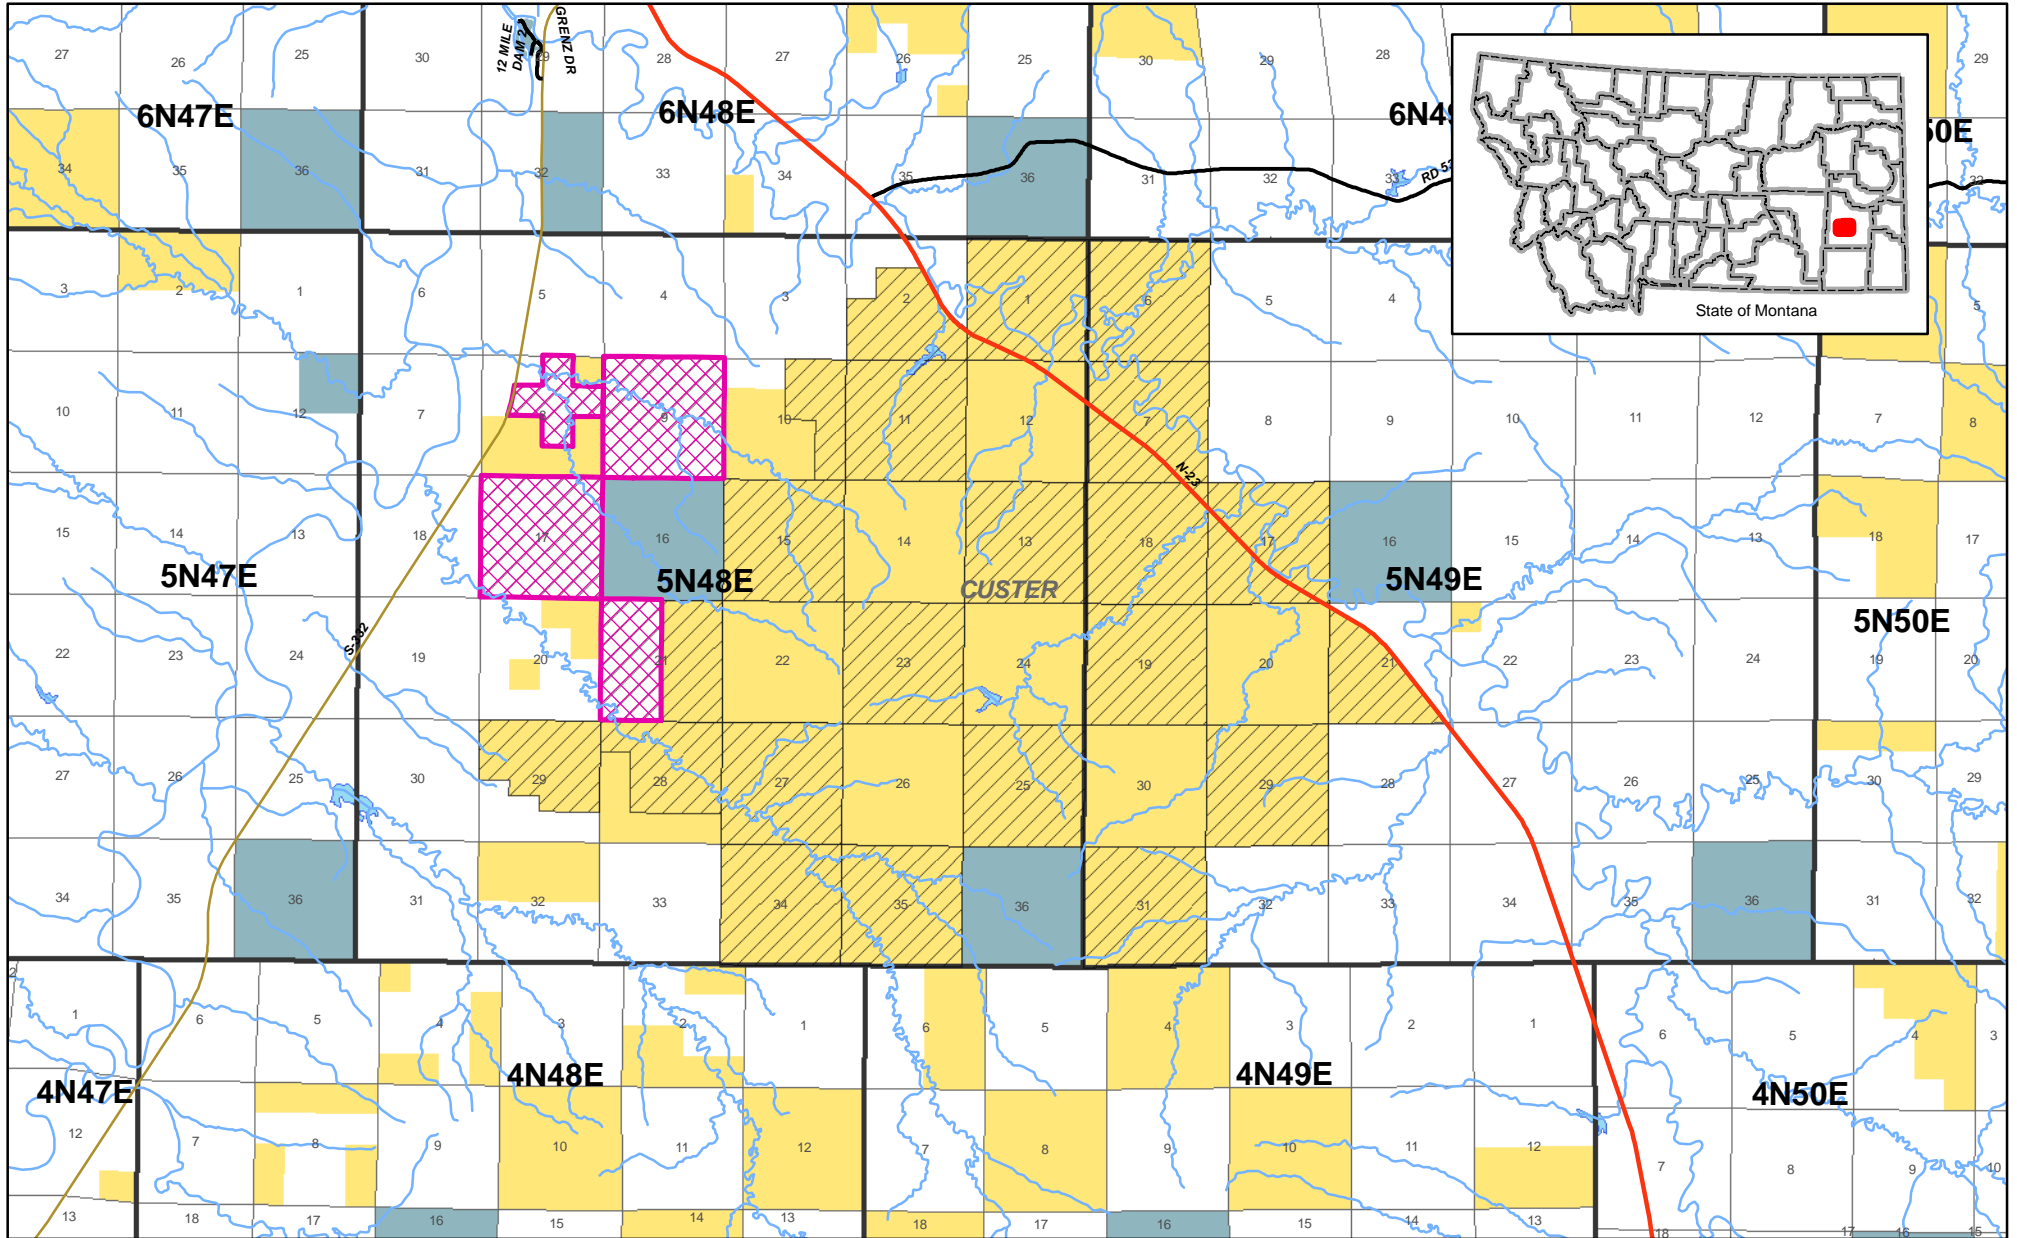 27 26 25 30 29 28 27 26 25 30 29 28 29
12 MILE
DAM 2
GRENZ DR
6N47E 6N48E 6N49 50E
34 35 36 31 32 33 34 35 36 31 32 33 32
RD 53
State of Montana
3 2 1 6 5 4 3 2 1 6 5 4 5
10 11 12 7 8 9 10 11 12 7 8 9 10 11 12 7 8
N-23
15 14 13 18 17 16 15 14 13 18 17 16 15 14 13 18 17
5N47E 5N48E CUSTER 5N49E 5N50E
S-332
22 23 24 19 20 21 22 23 24 19 20 21 22 23 24 19 20
27 26 25 30 29 28 27 26 25 30 29 28 27 26 25 30 29
34 35 36 31 32 33 34 35 36 31 32 33 34 35 36 31 32
2 1 6 5 4 3 2 1 6 5 4 3 2 1 6 5 4 3
4N47E 4N48E 4N49E 4N50E
12 7 8 9 10 11 12 7 8 9 10 11 12 7 8 9 10
13 18 17 16 15 14 13 18 17 16 15 14 13 18 17 16 15